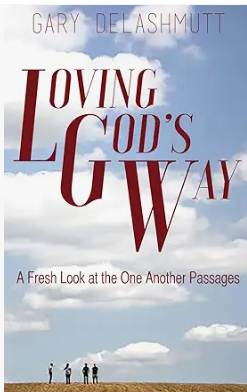 GARY DELASHMUTT
LOVING
GOD'S
WAY
A Fresh Look at the One Another Passages